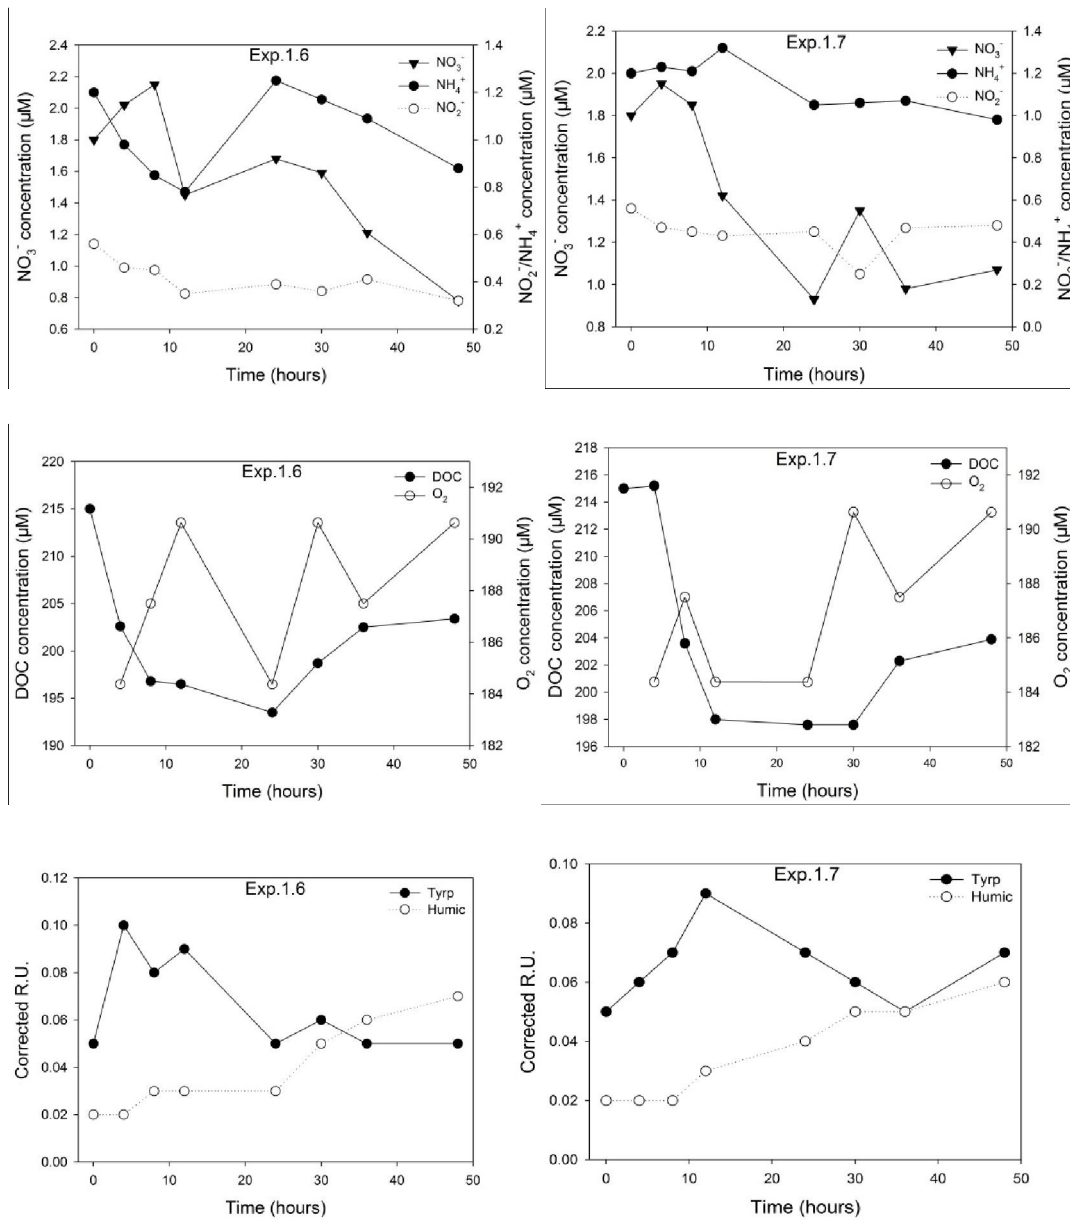 Exp.1.6
NO3-
NH4+
NO2-
2.4
2.2
2.0
1.8
1.6
1.4
1.2
1.0
0.8
0.6
NO3- concentration (µM)
1.4
1.2
1.0
0.8
0.6
0.4
0.2
NO2-/NH4+ concentration (µM)
0 10 20 30 40 50
Time (hours)
Exp.1.7
NO3-
NH4+
NO2-
2.2
2.0
1.8
1.6
1.4
1.2
1.0
0.8
NO3- concentration (µM)
1.4
1.2
1.0
0.8
0.6
0.4
0.2
0.0
0 10 20 30 40 50
Time (hours)
Exp.1.6
DOC
O2
220
215
210
205
200
195
190
DOC concentration (µM)
192
190
188
186
184
182
O2 concentration (µM)
0 10 20 30 40 50
Time (hours)
Exp.1.7
DOC
O2
218
216
214
212
210
208
206
204
202
200
198
196
DOC concentration (µM)
192
190
188
186
184
182
O2 concentration (µM)
0 10 20 30 40 50
Time (hours)
Exp.1.6
Tyrp
Humic
0.12
0.10
0.08
0.06
0.04
0.02
0.00
Corrected R.U.
0 10 20 30 40 50
Time (hours)
Exp.1.7
Tyrp
Humic
0.10
0.08
0.06
0.04
0.02
0.00
Corrected R.U.
0 10 20 30 40 50
Time (hours)